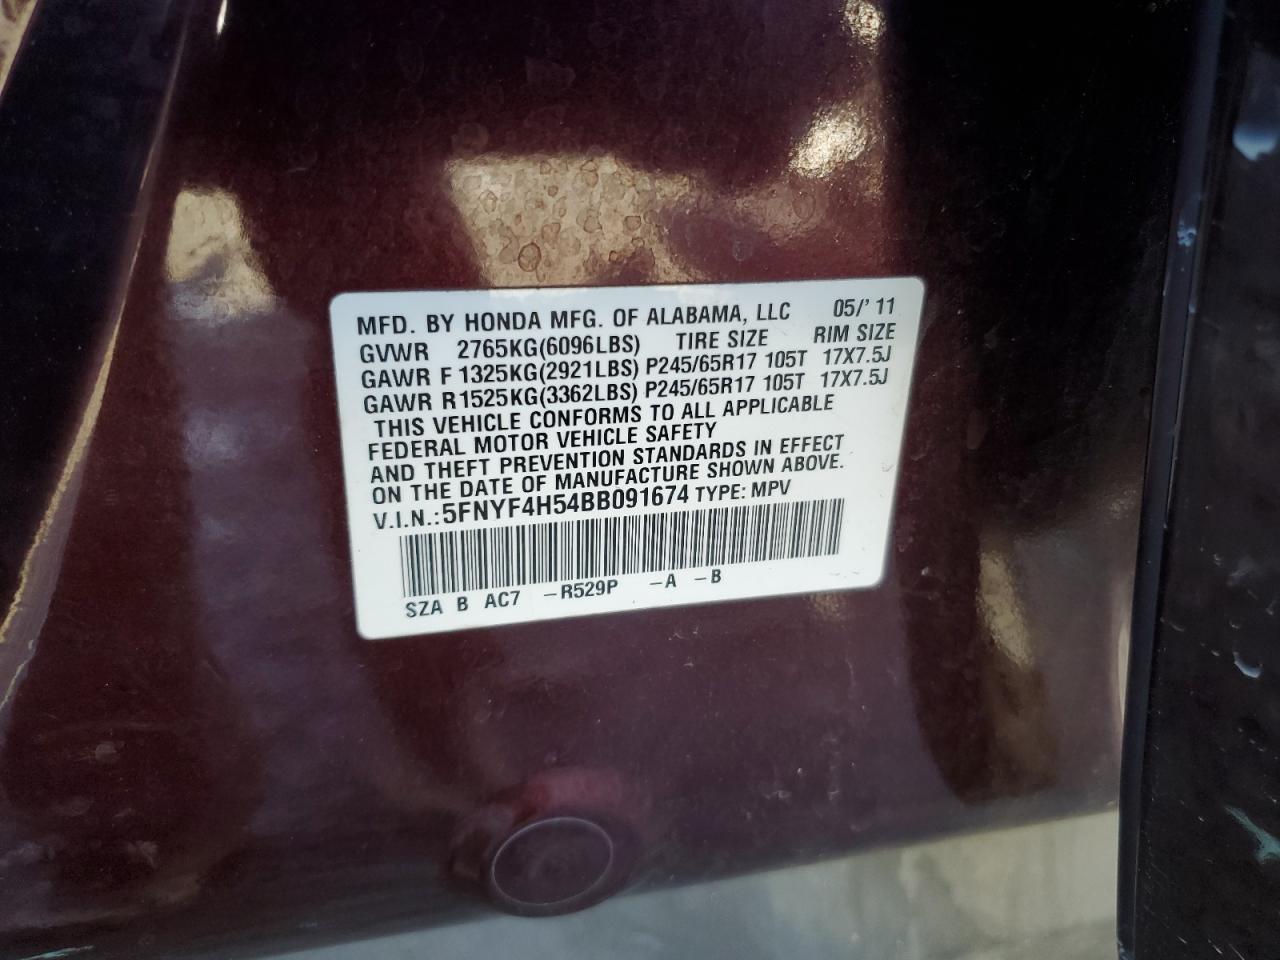 MFD. BY HONDA MFG. OF ALABAMA, LLC 05/' 11
GVWR 2765KG(6096LBS) TIRE SIZE RIM SIZE
GAWR F 1325KG(2921LBS) P245/65R17 105T 17X7.5J
GAWR R 1525KG(3362LBS) P245/65R17 105T 17X7.5J
THIS VEHICLE CONFORMS TO ALL APPLICABLE
FEDERAL MOTOR VEHICLE SAFETY
AND THEFT PREVENTION STANDARDS IN EFFECT
ON THE DATE OF MANUFACTURE SHOWN ABOVE.
V.I.N.: 5FNYF4H54BB091674 TYPE: MPV
SZA B AC7 -R529P -A -B